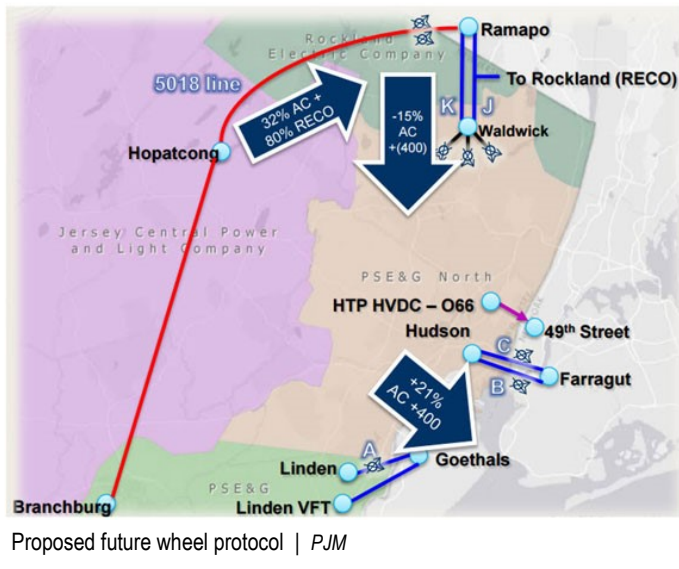 Rockland
Electric Company
Ramapo
5018 line
To Rockland (RECO)
32% AC +
80% RECO
-15%
AC
+(400)
K
J
Waldwick
Hopatcong
Jersey Central Power
and Light Company
PSE&G North
HTP HVDC – O66
49th Street
Hudson
C
B
Farragut
+21%
AC +400
A
Goethals
Linden
PSE&G
Linden VFT
Branchburg
Proposed future wheel protocol | PJM